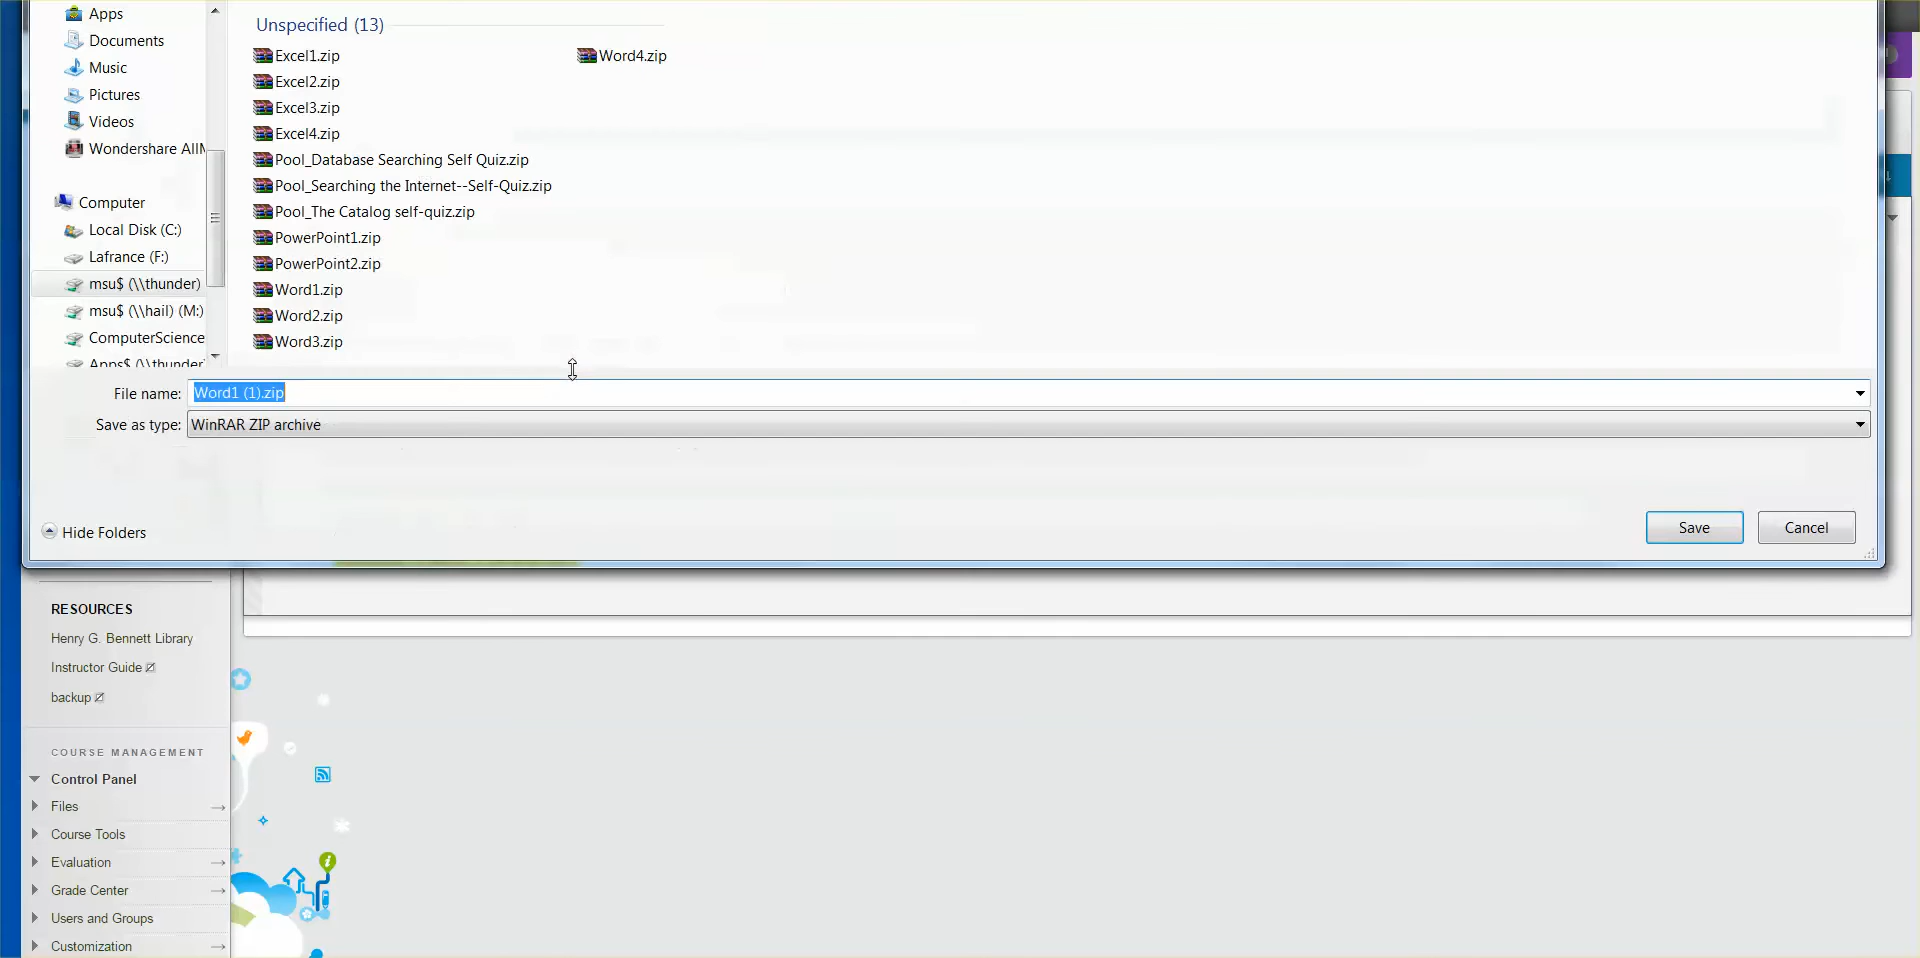 Apps
Documents
Music
Pictures
Videos
Wondershare AllM
Computer
Local Disk (C:)
Lafrance (F:)
msu$ (\\thunder)
msu$ (\\hail) (M:)
ComputerScience
Apps$ (\\thunder
Unspecified (13)
Excel1.zip
Excel2.zip
Excel3.zip
Excel4.zip
Pool_Database Searching Self Quiz.zip
Pool_Searching the Internet--Self-Quiz.zip
Pool_The Catalog self-quiz.zip
PowerPoint1.zip
PowerPoint2.zip
Word1.zip
Word2.zip
Word3.zip
Word4.zip
File name: Word1 (1).zip
Save as type: WinRAR ZIP archive
Hide Folders
Save
Cancel
RESOURCES
Henry G. Bennett Library
Instructor Guide
backup
COURSE MANAGEMENT
Control Panel
Files
Course Tools
Evaluation
Grade Center
Users and Groups
Customization